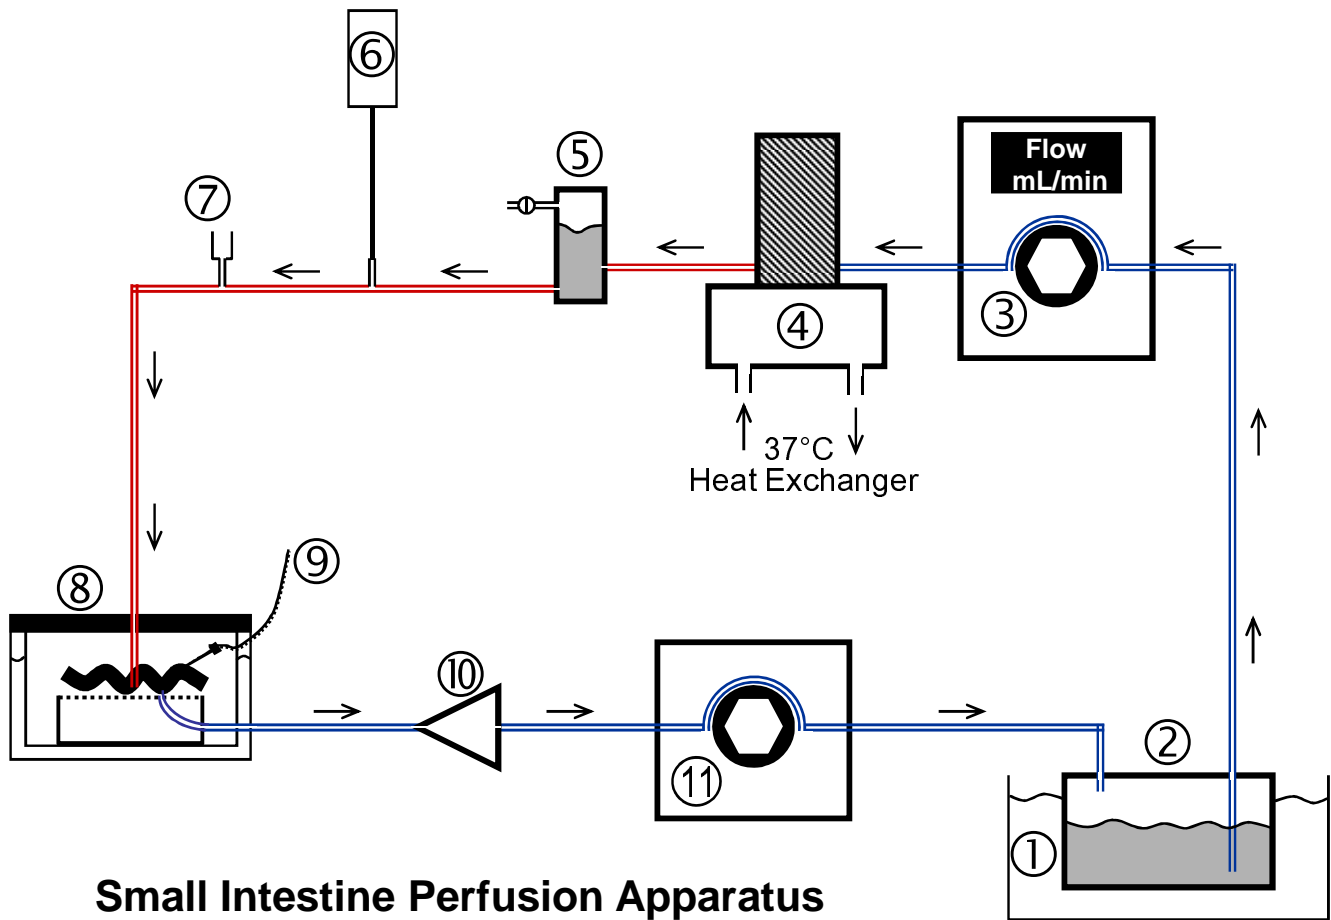 ⑥
⑤
Flow
mL/min
⑦
③
④
37°C
Heat Exchanger
⑨
⑧
⑩
②
⑪
①
Small Intestine Perfusion Apparatus